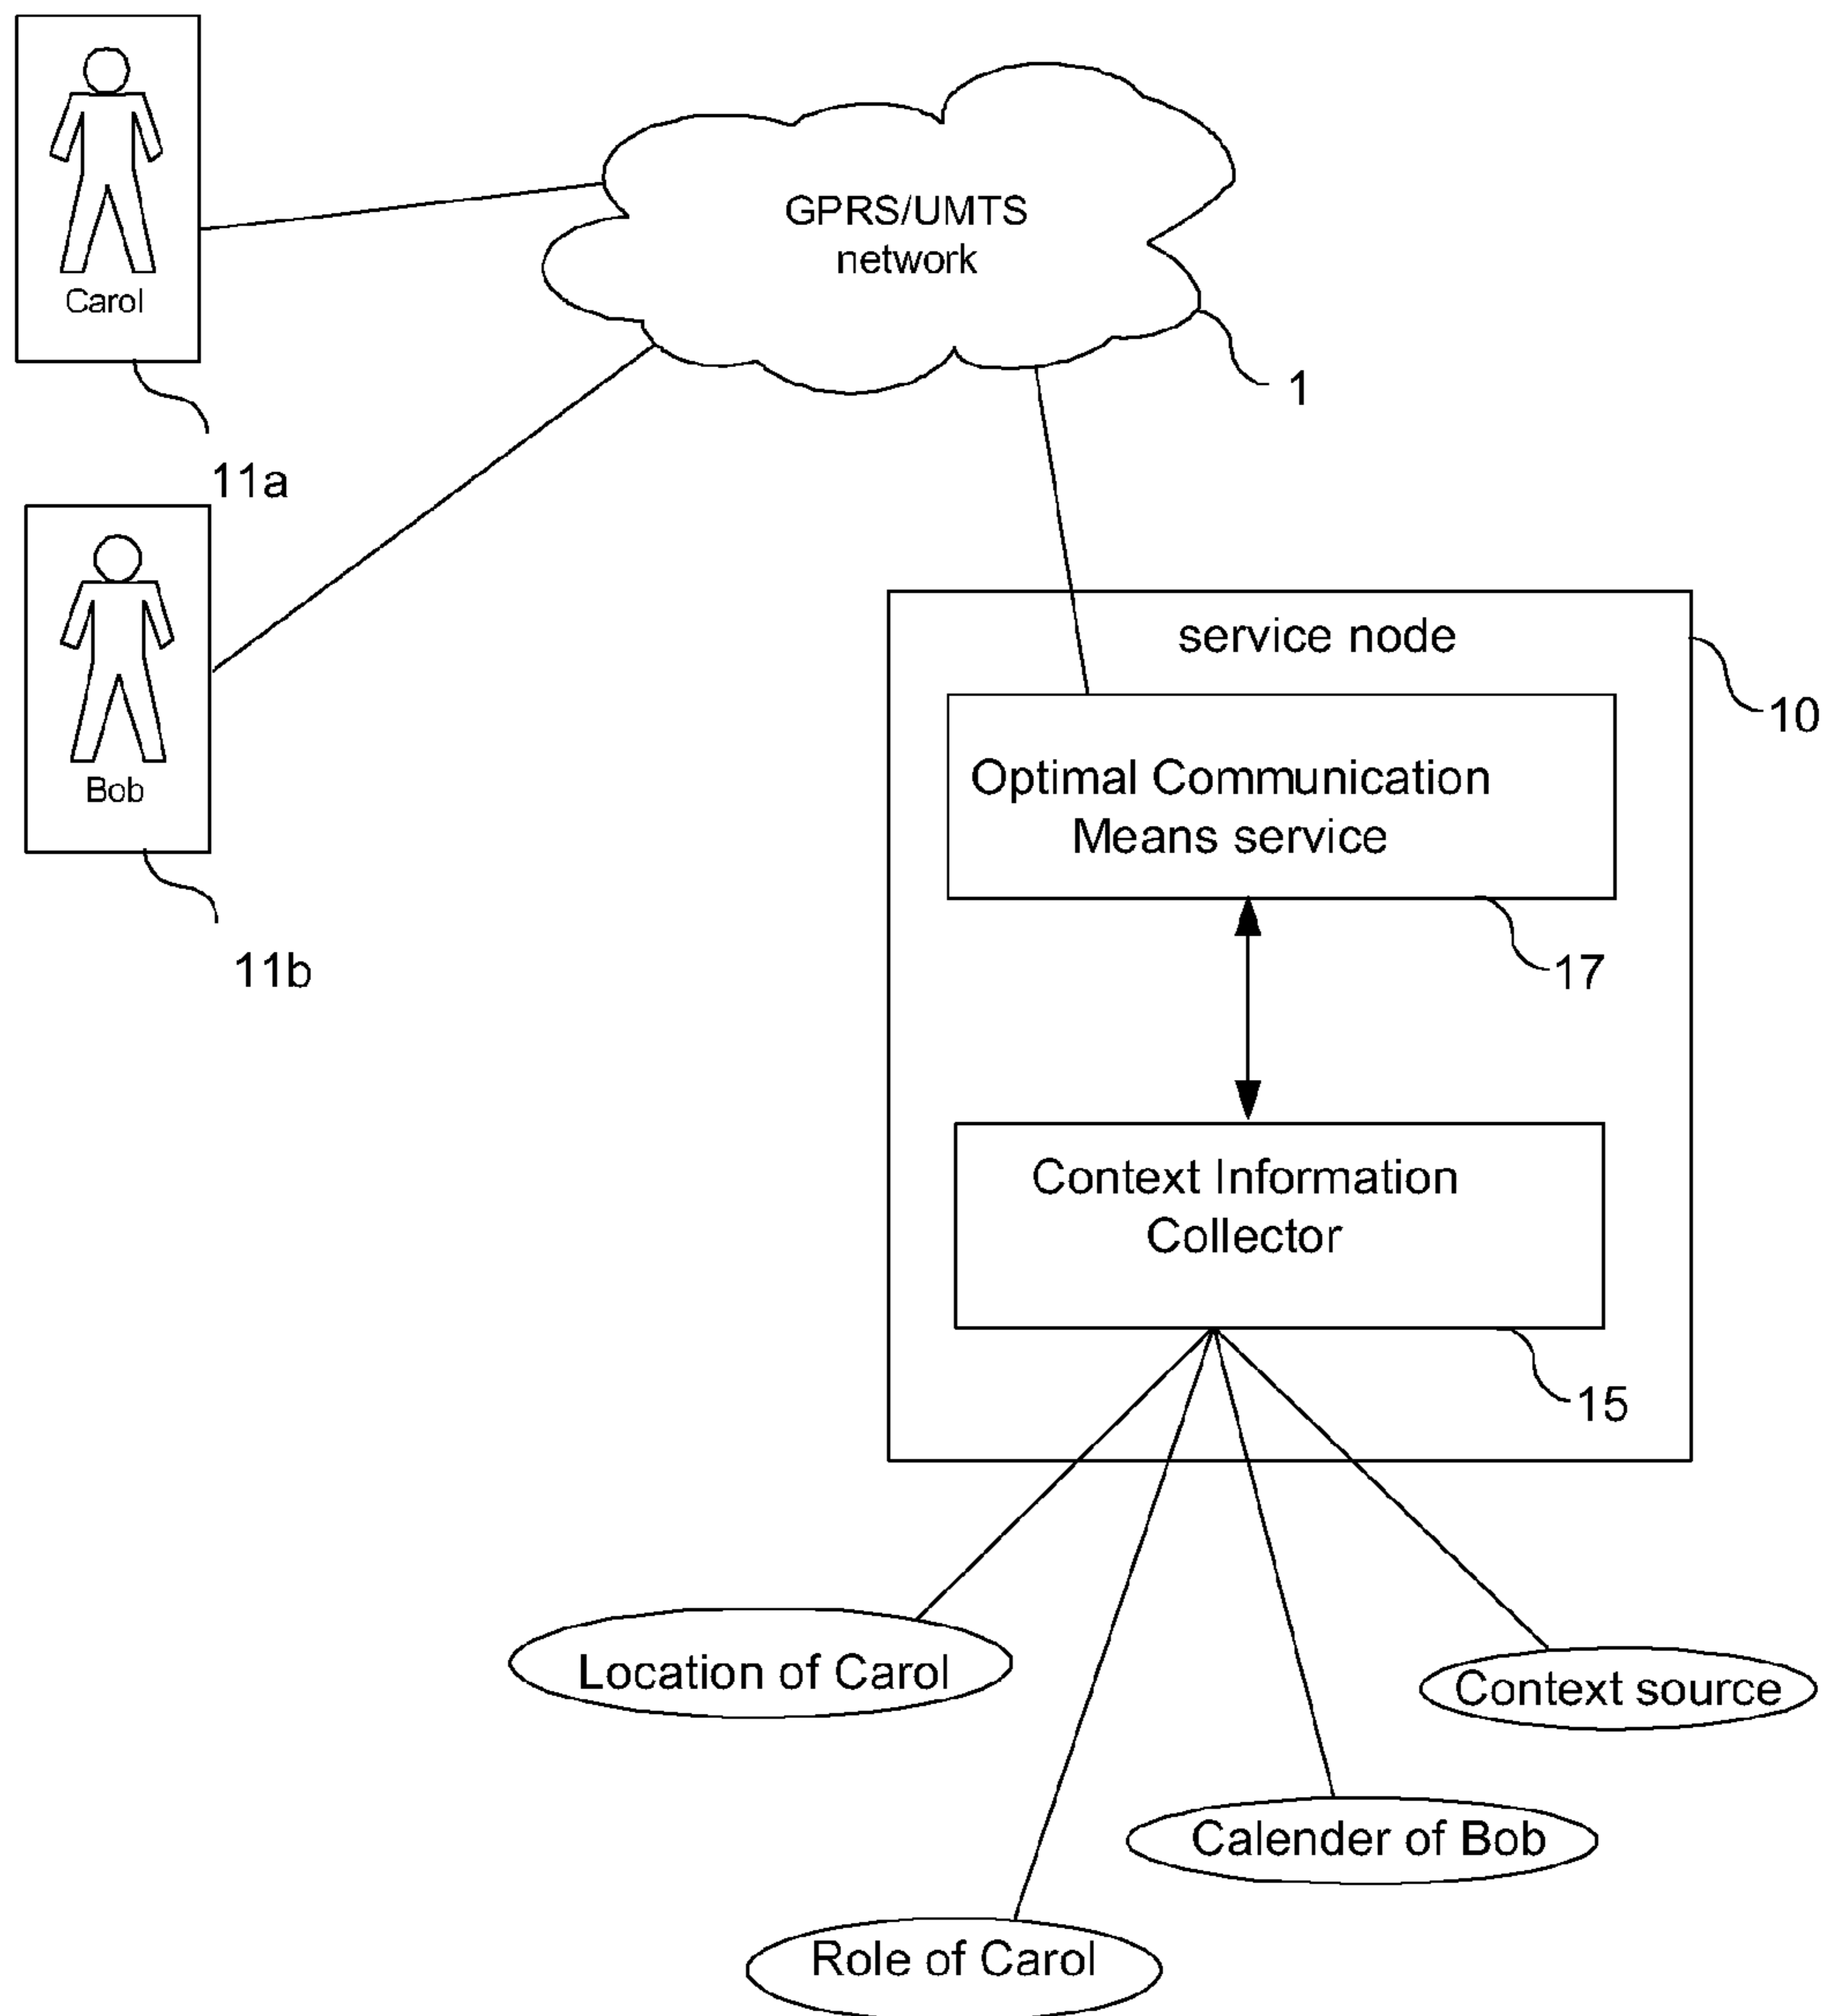 Carol
11a
GPRS/UMTS
network
1
Bob
11b
service node
10
Optimal Communication
Means service
17
Context Information
Collector
15
Location of Carol
Context source
Calender of Bob
Role of Carol